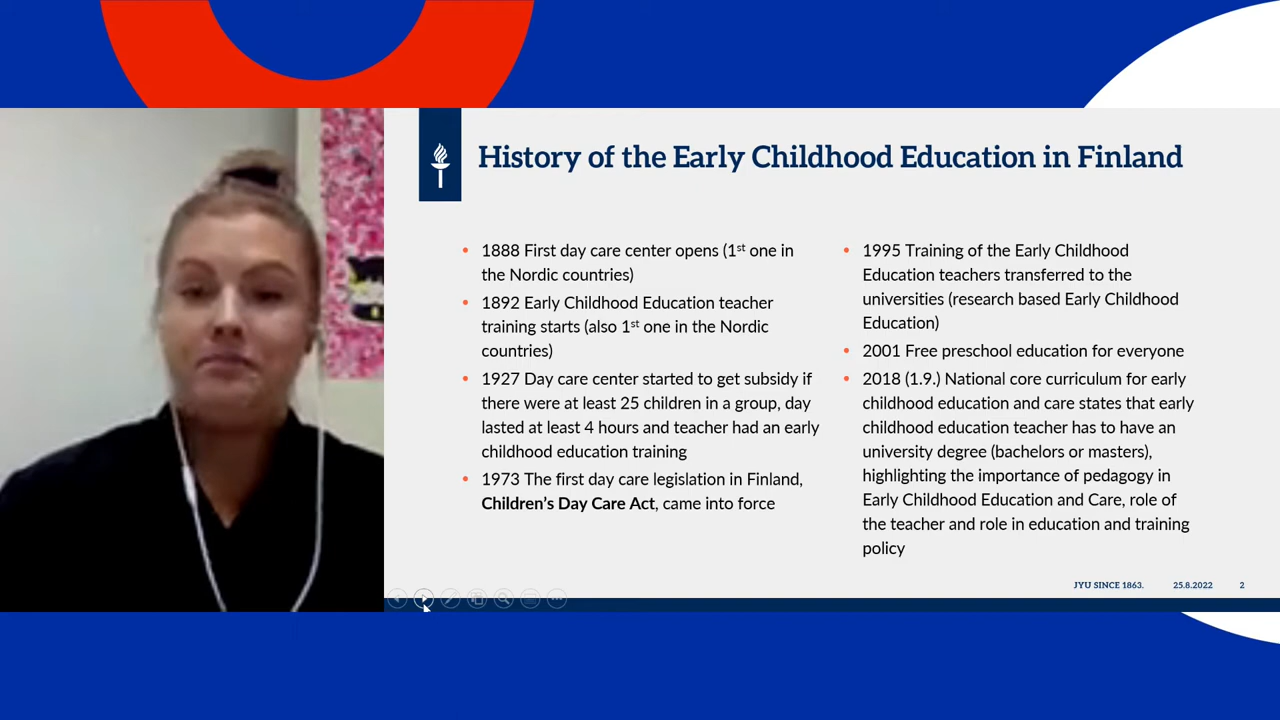 History of the Early Childhood Education in Finland
• 1888 First day care center opens (1st one in
the Nordic countries)
• 1892 Early Childhood Education teacher
training starts (also 1st one in the Nordic
countries)
• 1927 Day care center started to get subsidy if
there were at least 25 children in a group, day
lasted at least 4 hours and teacher had an early
childhood education training
• 1973 The first day care legislation in Finland,
Children's Day Care Act, came into force
• 1995 Training of the Early Childhood
Education teachers transferred to the
universities (research based Early Childhood
Education)
• 2001 Free preschool education for everyone
• 2018 (1.9.) National core curriculum for early
childhood education and care states that early
childhood education teacher has to have an
university degree (bachelors or masters),
highlighting the importance of pedagogy in
Early Childhood Education and Care, role of
the teacher and role in education and training
policy
JYU SINCE 1863. 25.8.2022 2